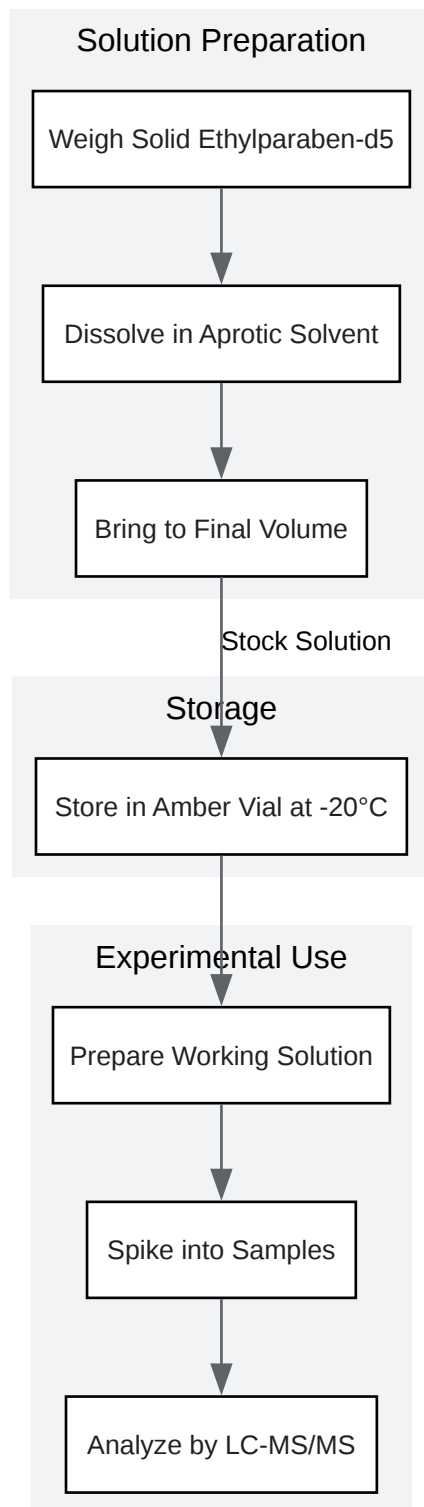 Solution Preparation
Weigh Solid Ethylparaben-d5
Dissolve in Aprotic Solvent
Bring to Final Volume
Stock Solution
Storage
Store in Amber Vial at -20°C
Experimental Use
Prepare Working Solution
Spike into Samples
Analyze by LC-MS/MS